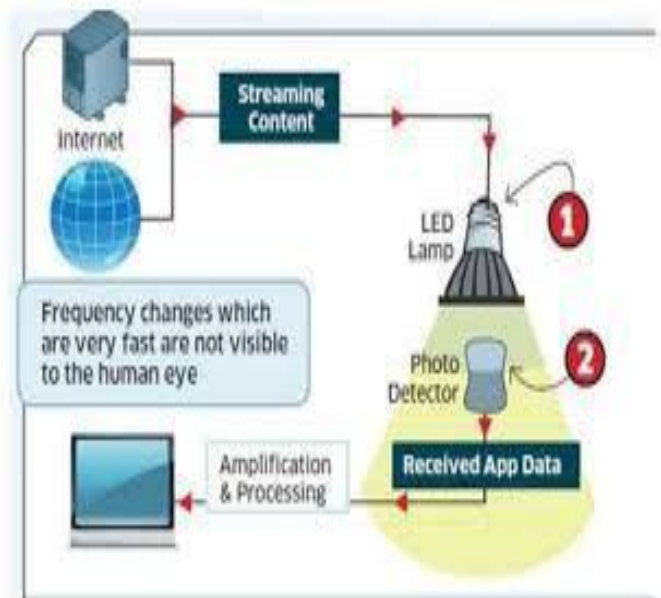 Streaming
Content
Internet
LED
Lamp
1
Frequency changes which
are very fast are not visible
to the human eye
Photo
Detector
2
Amplification
& Processing
Received App Data